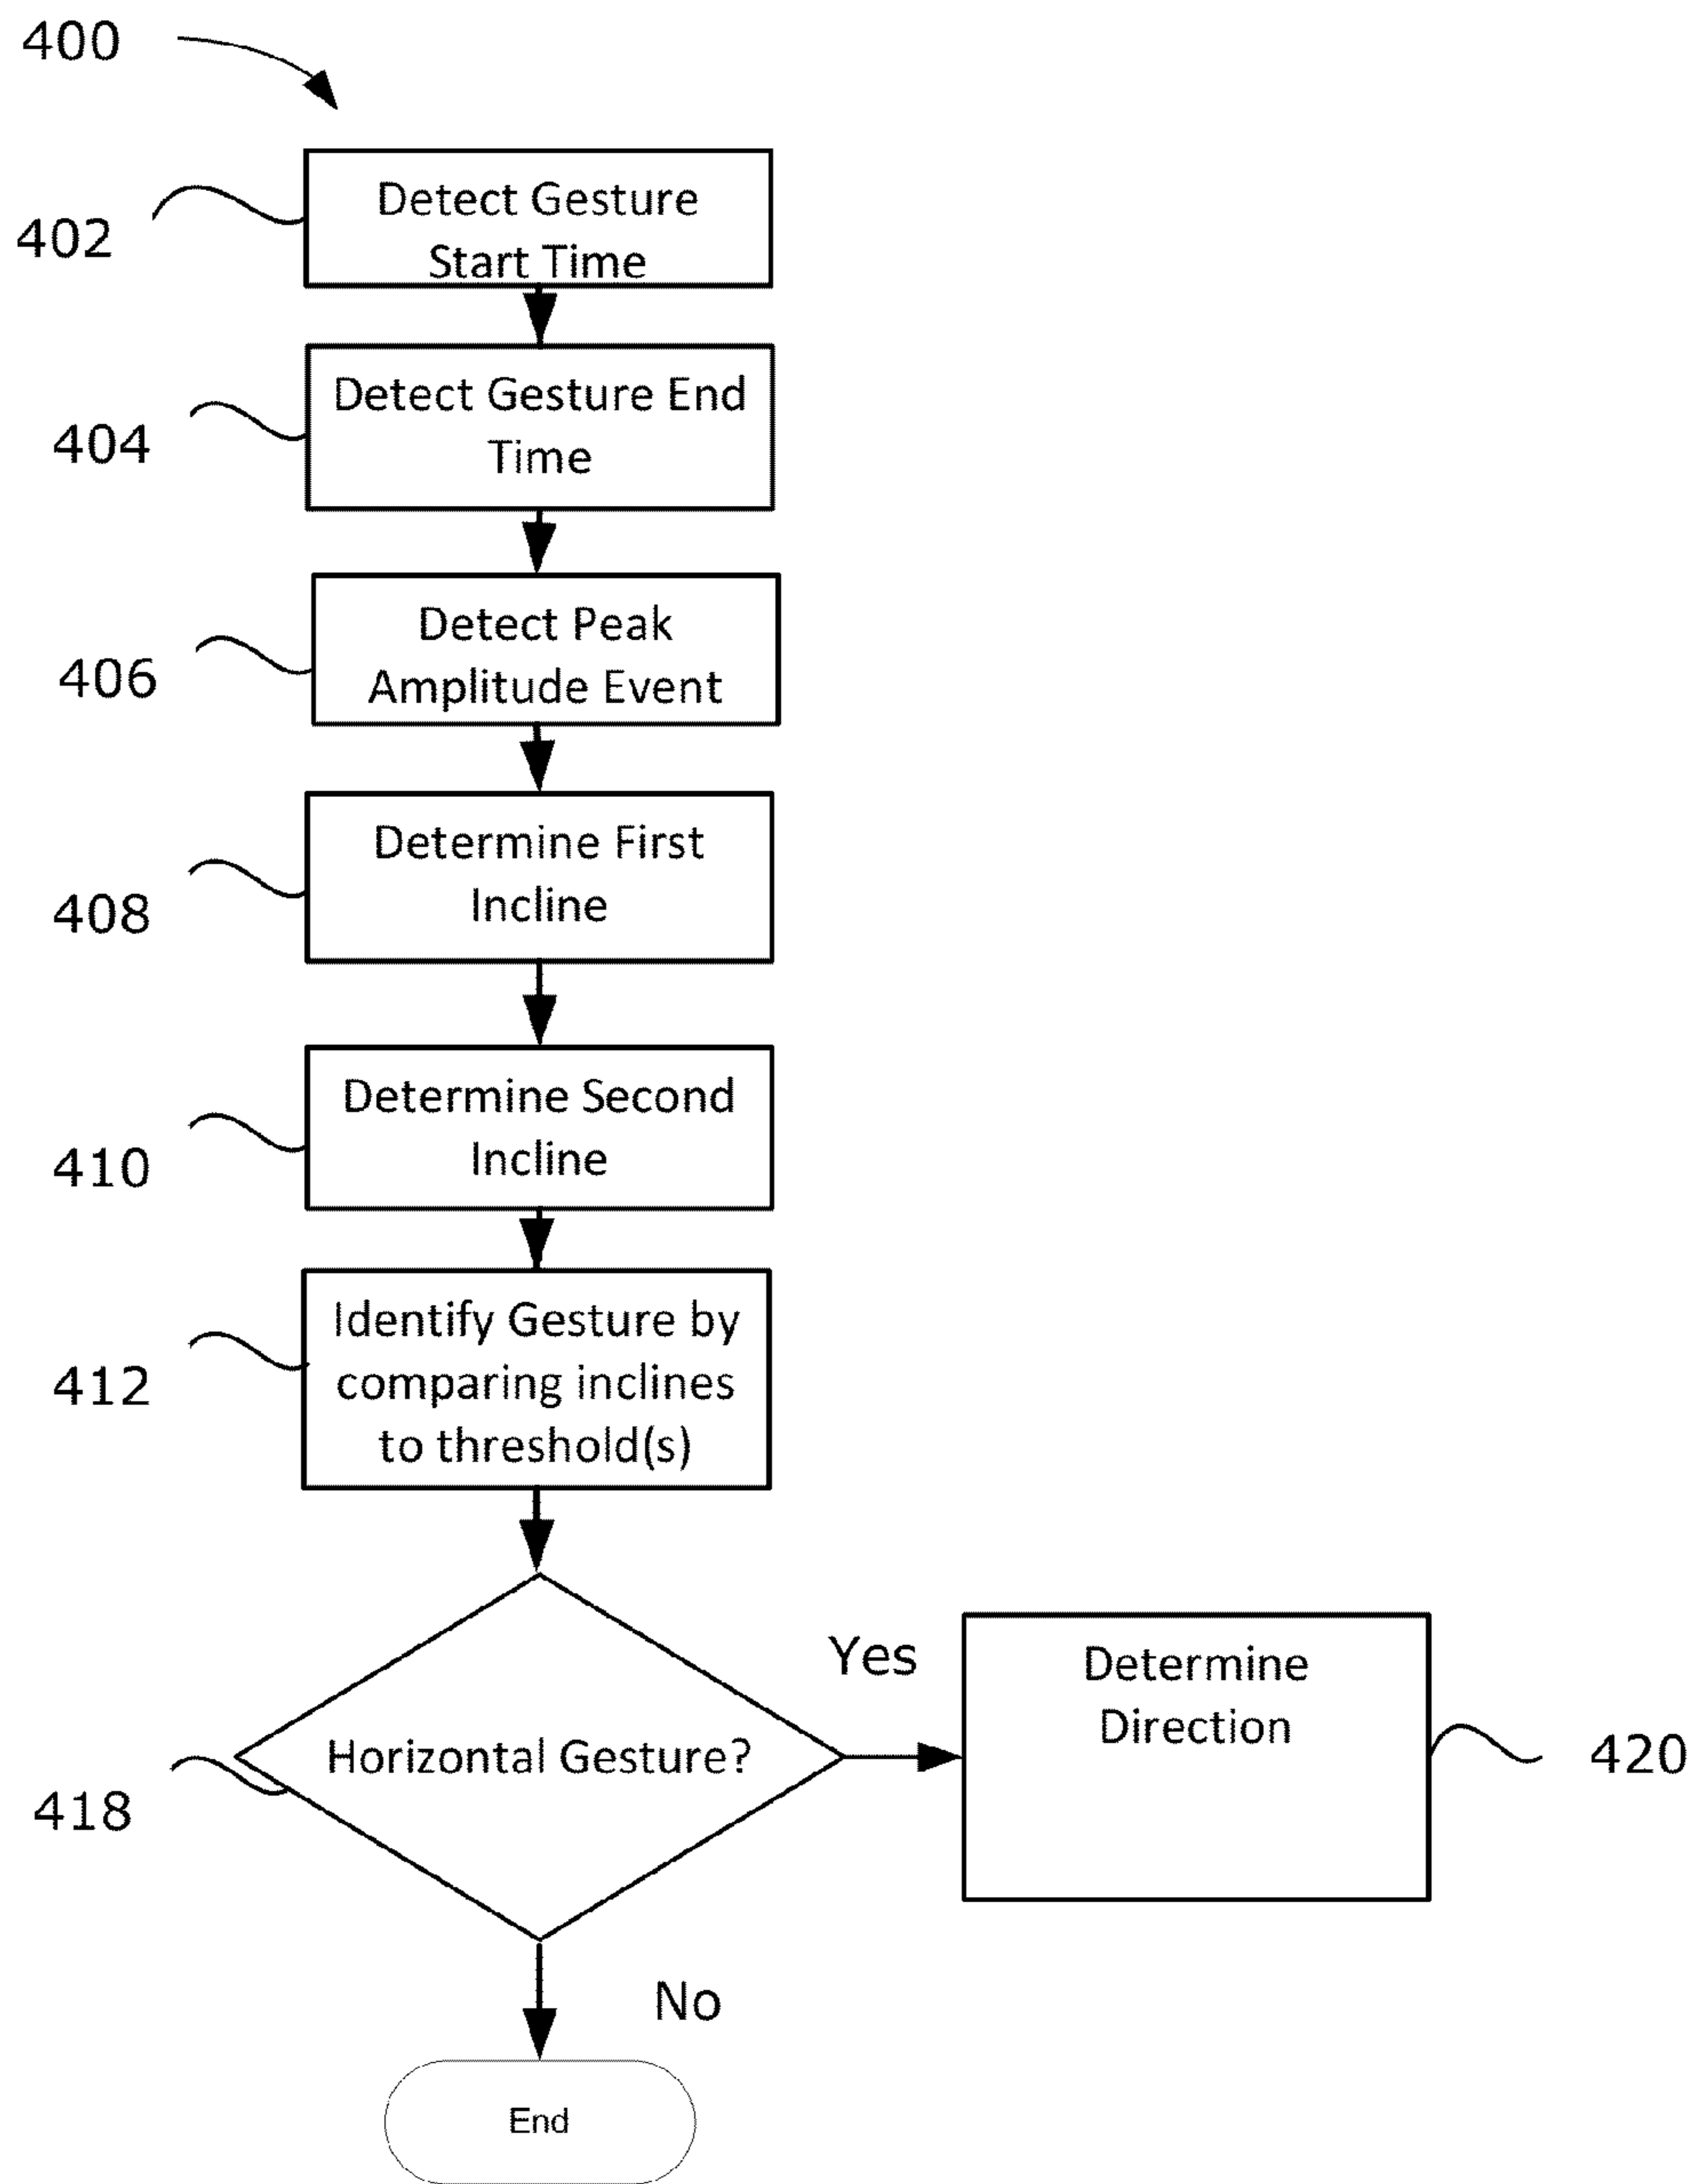 400
402
Detect Gesture
Start Time
404
Detect Gesture End
Time
406
Detect Peak
Amplitude Event
408
Determine First
Incline
410
Determine Second
Incline
412
Identify Gesture by
comparing inclines
to threshold(s)
418
Horizontal Gesture?
Yes
Determine
Direction
420
No
End